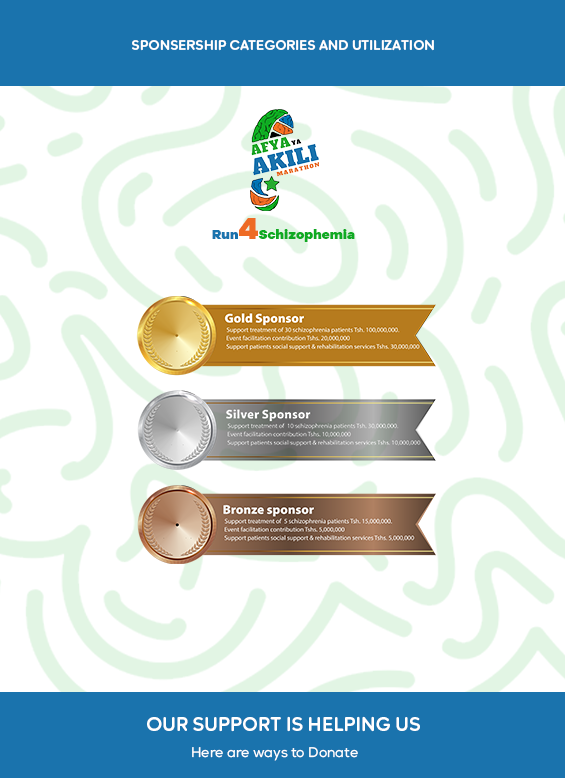 SPONSERSHIP CATEGORIES AND UTILIZATION
AFYA YA
AKILI
MARATHON
Run4Schizophemia
Gold Sponsor
Support treatment of 30 schizophrenia patients Tsh. 100,000,000.
Event facilitation contribution Tshs. 20,000,000
Support patients social support & rehabilitation services Tshs. 30,000,000
Silver Sponsor
Support treatment of 10 schizophrenia patients Tsh. 30,000,000.
Event facilitation contribution Tshs. 10,000,000
Support patients social support & rehabilitation services Tshs. 10,000,000
Bronze sponsor
Support treatment of 5 schizophrenia patients Tsh. 15,000,000.
Event facilitation contribution Tshs. 5,000,000
Support patients social support & rehabilitation services Tshs. 5,000,000
OUR SUPPORT IS HELPING US
Here are ways to Donate